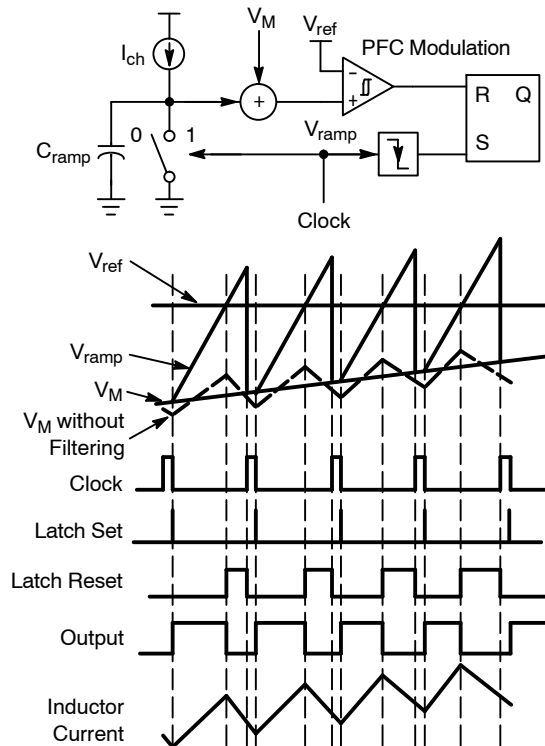 V_M
V_ref
PFC Modulation
I_ch
−
+
+
R
Q
0
1
V_ramp
C_ramp
S
Clock
V_ref
V_ramp
V_M
V_M without
Filtering
Clock
Latch Set
Latch Reset
Output
Inductor
Current